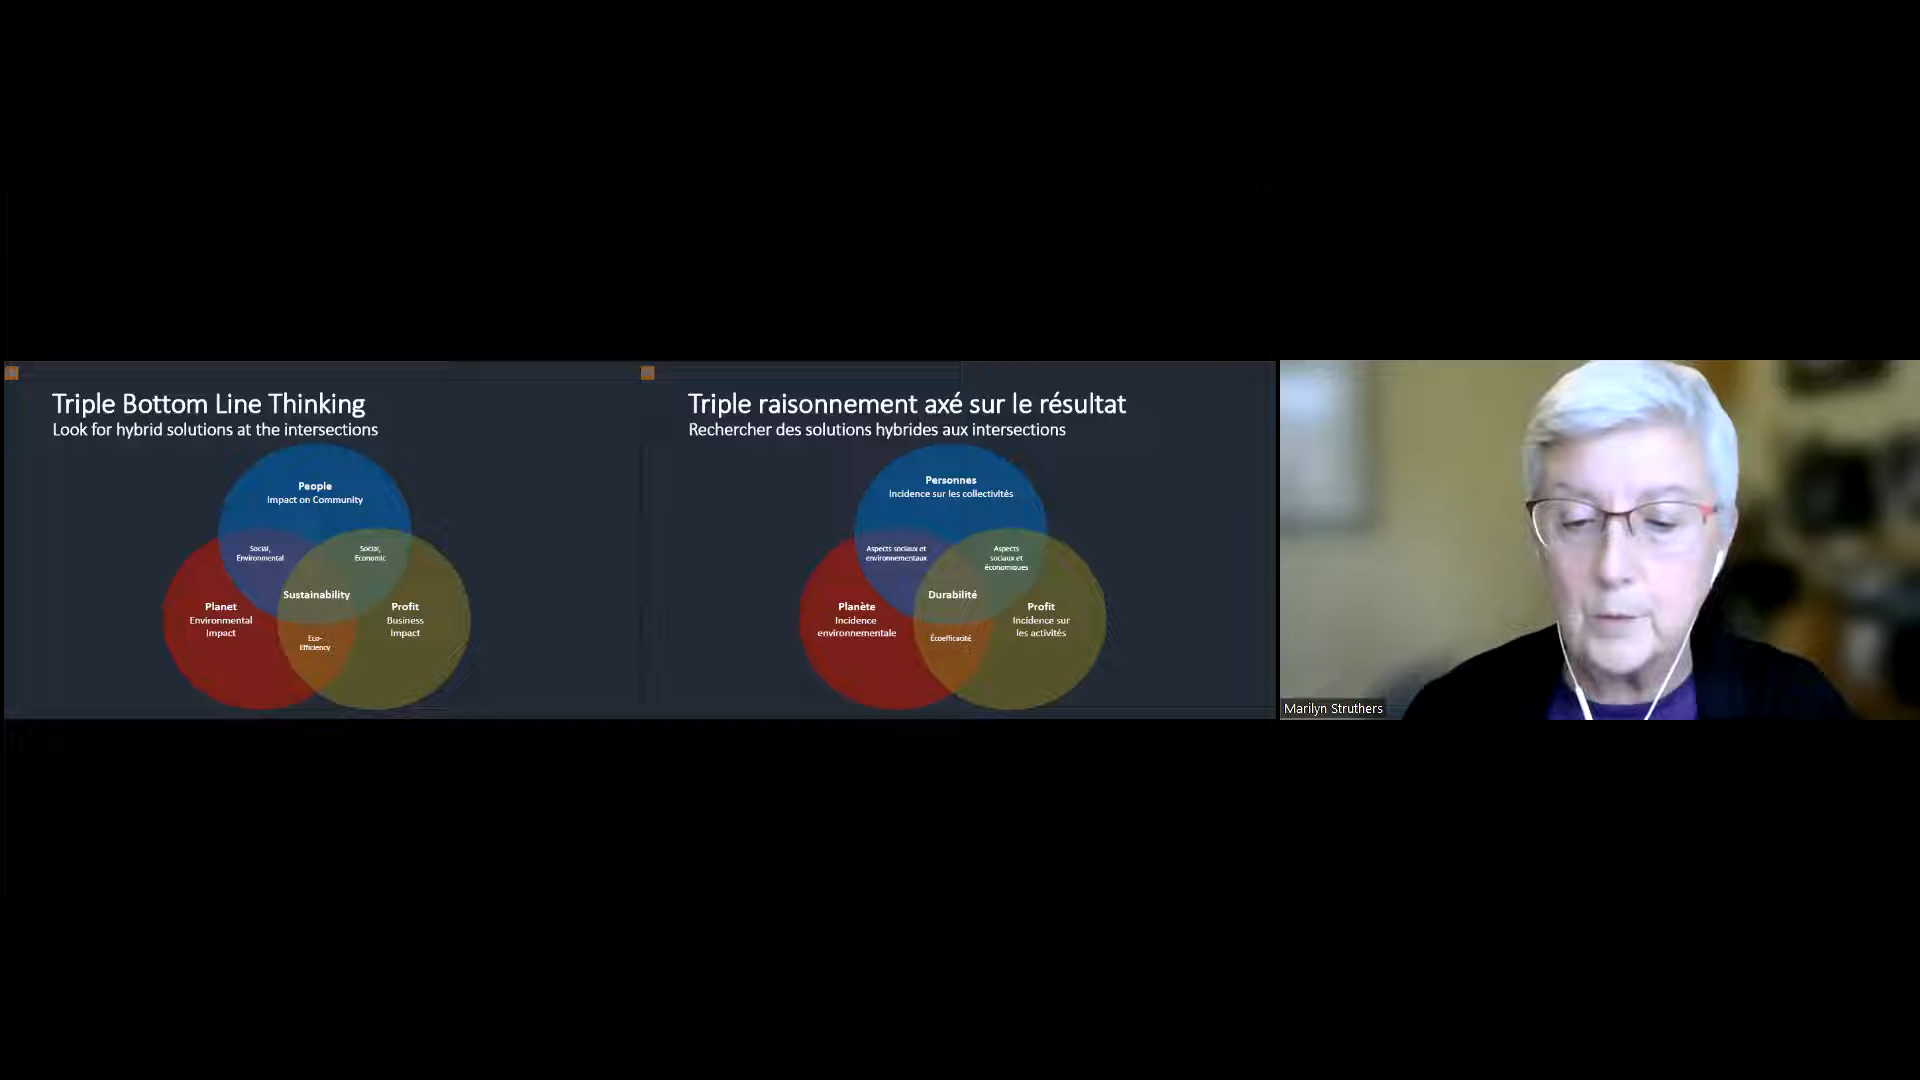 Triple Bottom Line Thinking
Look for hybrid solutions at the intersections
People
Impact on Community
Social,
Environmental
Social,
Economic
Sustainability
Planet
Environmental
Impact
Profit
Business
Impact
Eco-
Efficiency
Triple raisonnement axé sur le résultat
Rechercher des solutions hybrides aux intersections
Personnes
Incidence sur les collectivités
Aspects sociaux et
environnementaux
Aspects
sociaux et
économiques
Durabilité
Planète
Incidence
environnementale
Profit
Incidence sur
les activités
Écoefficacité
Marilyn Struthers